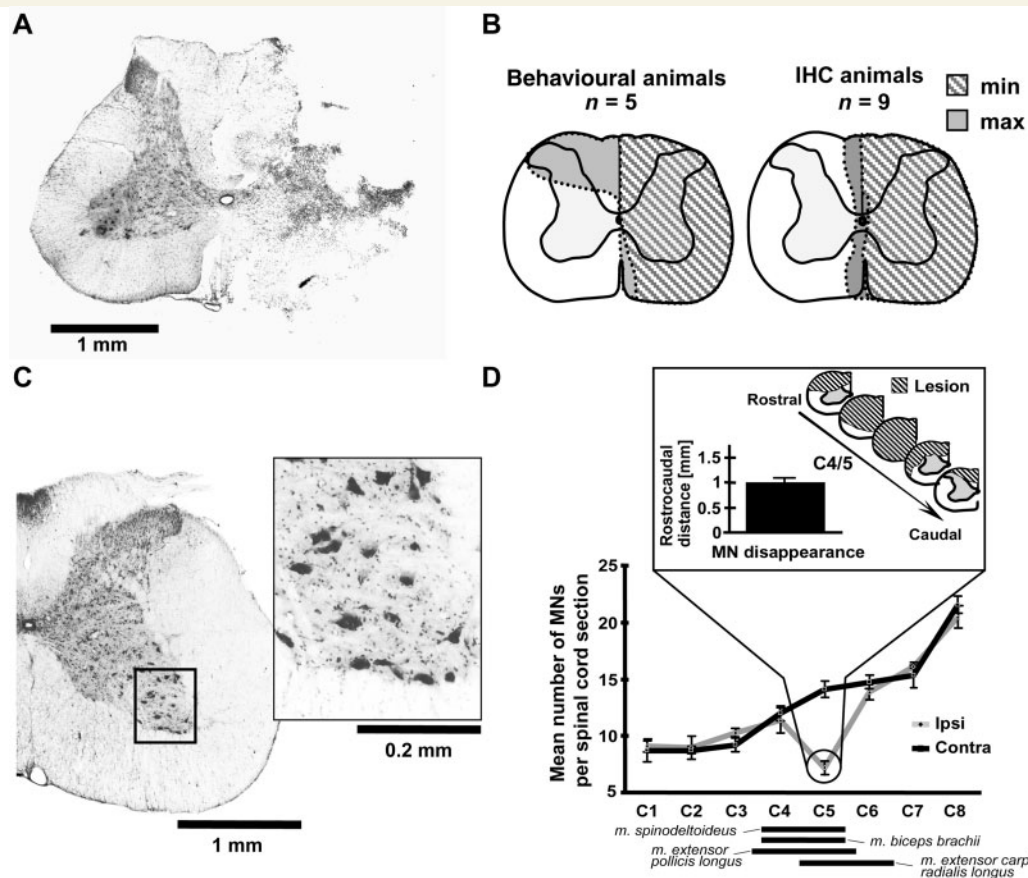 A
1 mm
B
Behavioural animals
n = 5
IHC animals
n = 9
min
max
C
0.2 mm
1 mm
D
Lesion
Rostral
C4/5
Caudal
Rostrocaudal
distance [mm]
1.5
1
0.5
0
MN disappearance
Mean number of MNs
per spinal cord section
25
20
15
10
5
Ipsi
Contra
C1 C2 C3 C4 C5 C6 C7 C8
m. spinodeltoideus
m. biceps brachii
m. extensor
pollicis longus
m. extensor carp
radialis longus